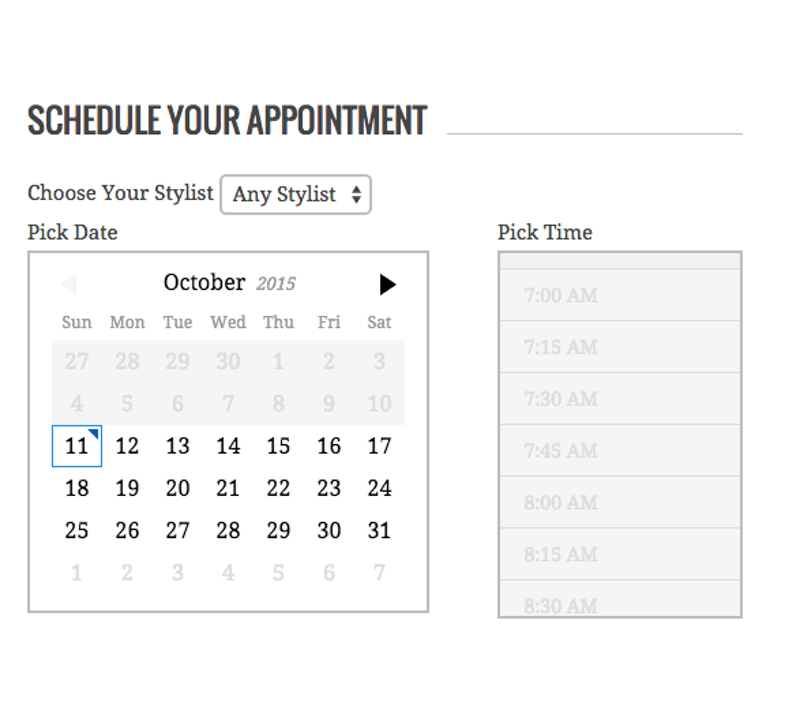 SCHEDULE YOUR APPOINTMENT
Choose Your Stylist Any Stylist
Pick Date
October 2015
Sun Mon Tue Wed Thu Fri Sat
27 28 29 30 1 2 3
4 5 6 7 8 9 10
11 12 13 14 15 16 17
18 19 20 21 22 23 24
25 26 27 28 29 30 31
1 2 3 4 5 6 7
Pick Time
7:00 AM
7:15 AM
7:30 AM
7:45 AM
8:00 AM
8:15 AM
8:30 AM